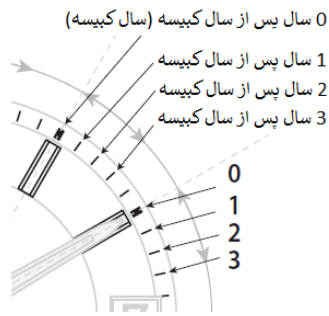 0 سال پس از سال کبیسه (سال کبیسه)
1 سال پس از سال کبیسه
2 سال پس از سال کبیسه
3 سال پس از سال کبیسه
0
1
2
3